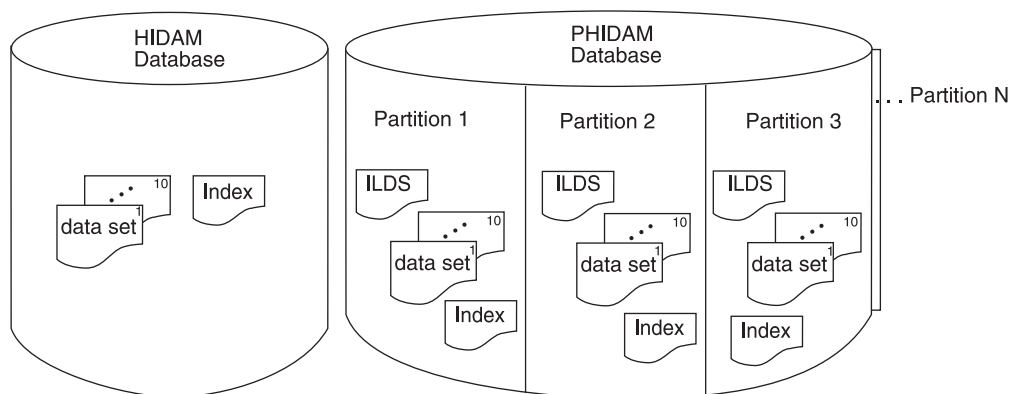 HIDAM
Database
10
1
data set
Index
PHIDAM
Database
Partition 1
ILDS
10
1
data set
Index
Partition 2
ILDS
10
1
data set
Index
Partition 3
ILDS
10
1
data set
Index
.... Partition N